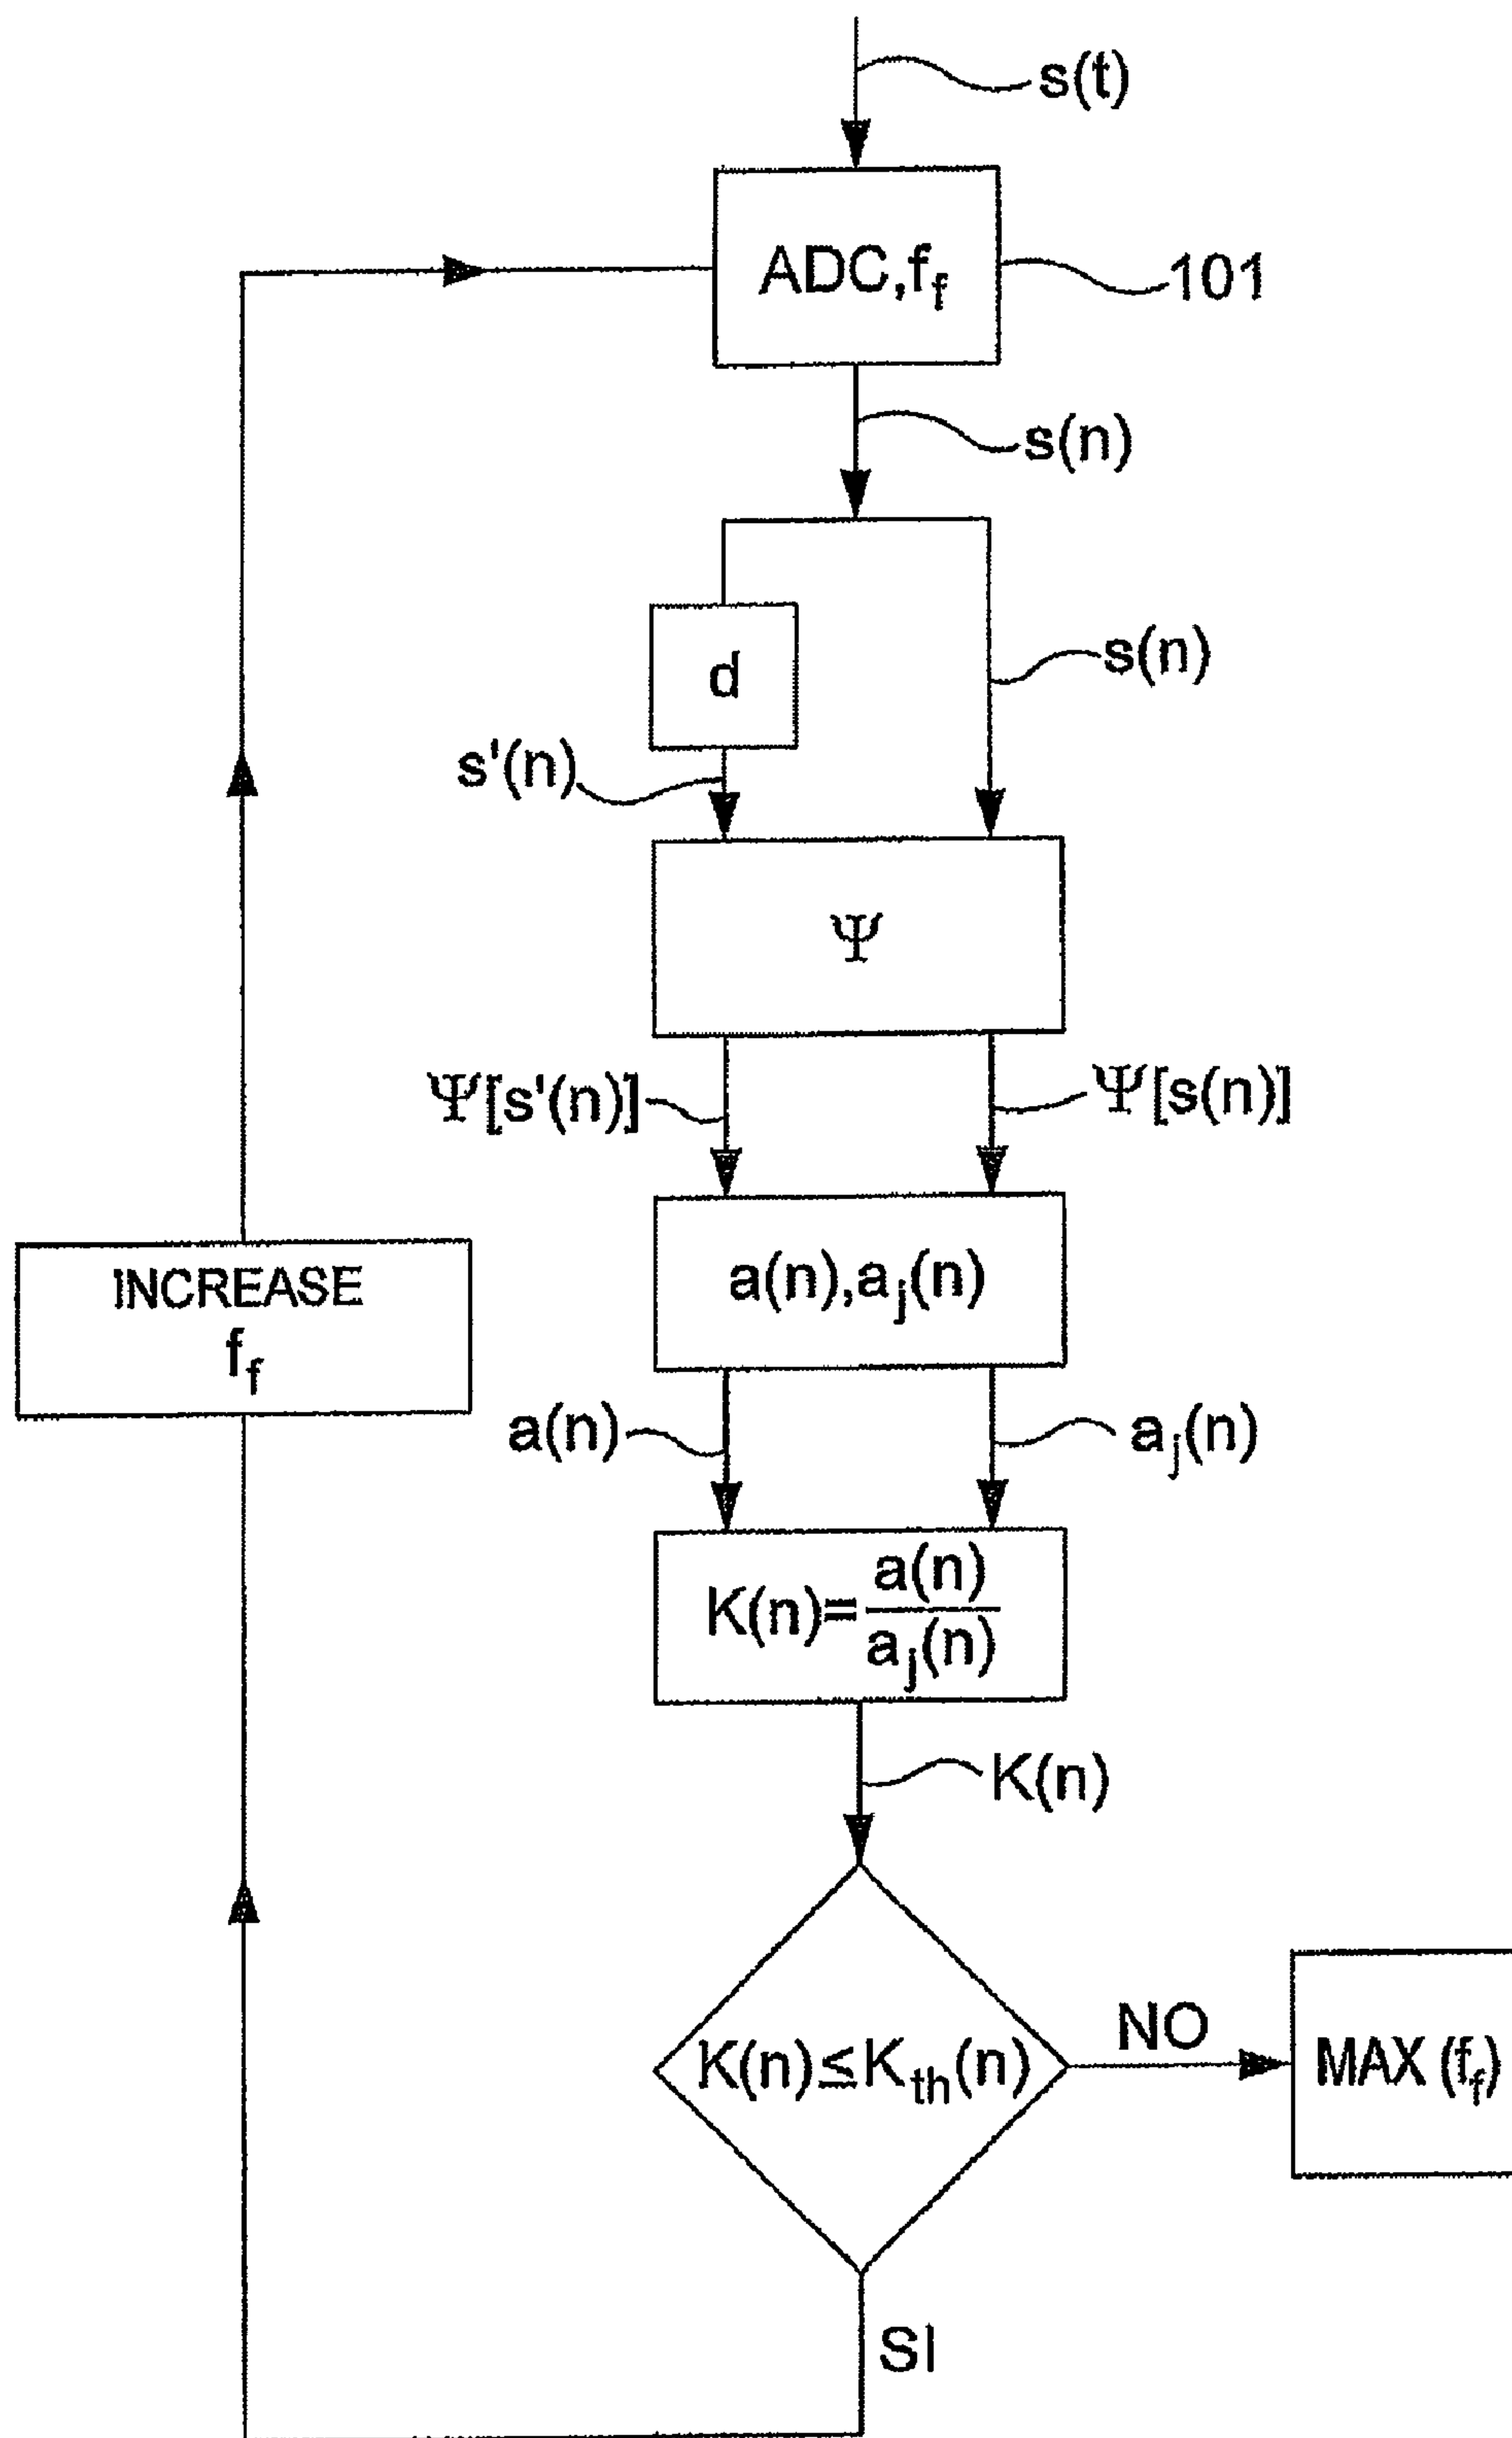 s(t)
ADC,f_f
101
s(n)
d
s(n)
s'(n)
Ψ
Ψ[s'(n)]
Ψ[s(n)]
INCREASE
f_f
a(n),a_j(n)
a(n)
a_j(n)
K(n)=a(n)/a_j(n)
K(n)
K(n)≤K_th(n)
NO
MAX (f_f)
SI